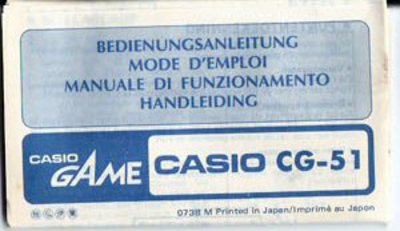 BEDIENUNGSANLEITUNG
MODE D'EMPLOI
MANUALE DI FUNZIONAMENTO
HANDLEIDING
CASIO
GAME
CASIO CG-51
0738 M Printed in Japan/Imprimé au Japon